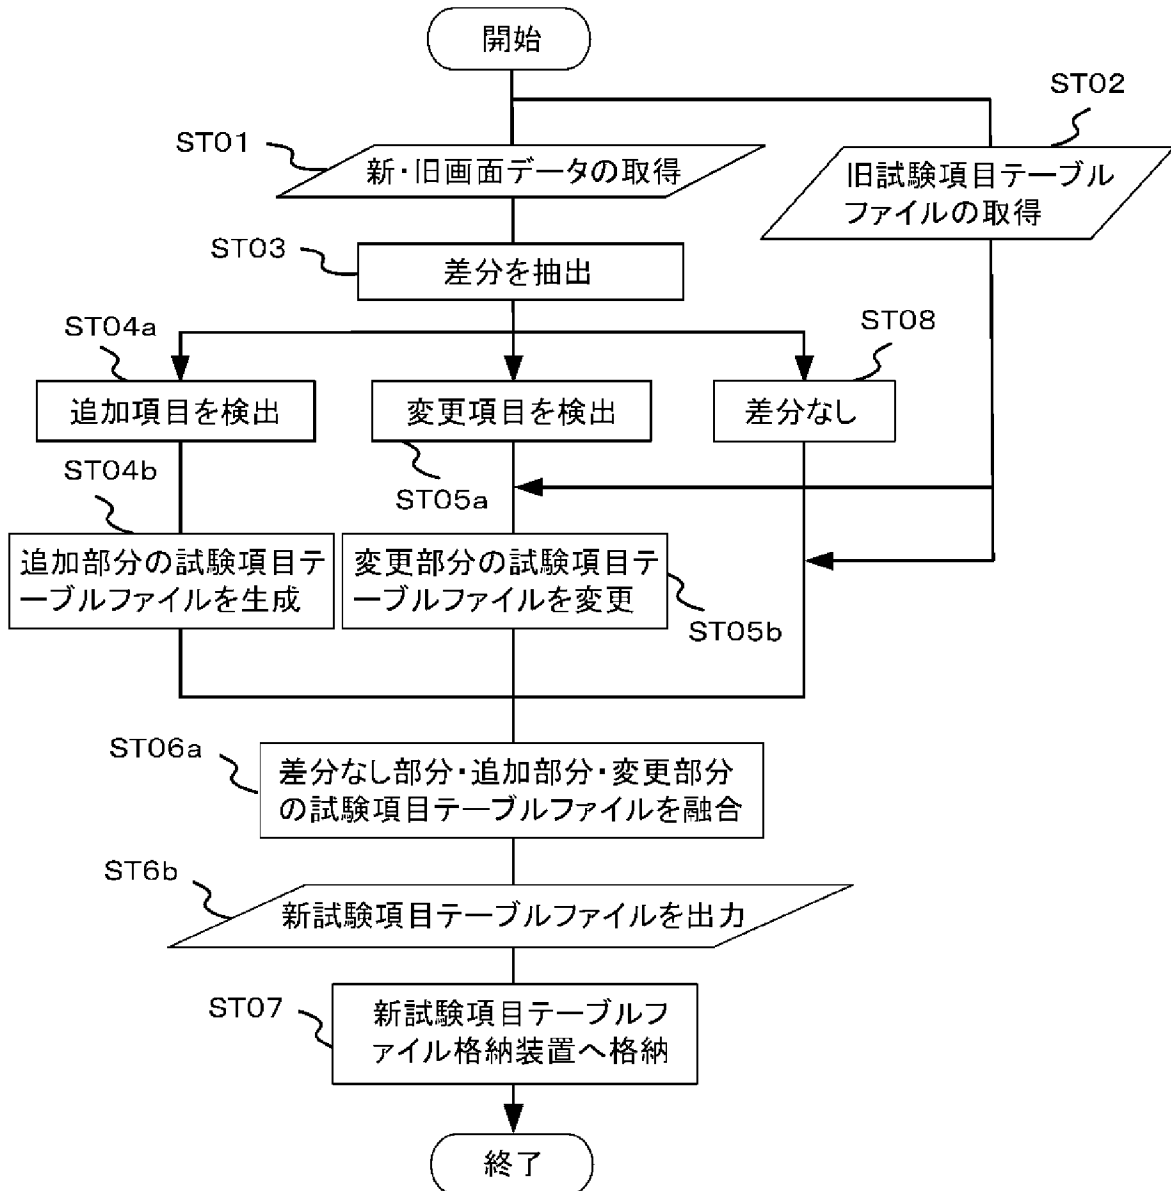 開始
ST02
ST01
新・旧画面データの取得
旧試験項目テーブル
ファイルの取得
ST03
差分を抽出
ST04a
ST08
追加項目を検出
変更項目を検出
差分なし
ST04b
ST05a
追加部分の試験項目テ
ーブルファイルを生成
変更部分の試験項目テ
ーブルファイルを変更
ST05b
ST06a
差分なし部分・追加部分・変更部分
の試験項目テーブルファイルを融合
ST6b
新試験項目テーブルファイルを出力
ST07
新試験項目テーブルフ
ァイル格納装置へ格納
終了